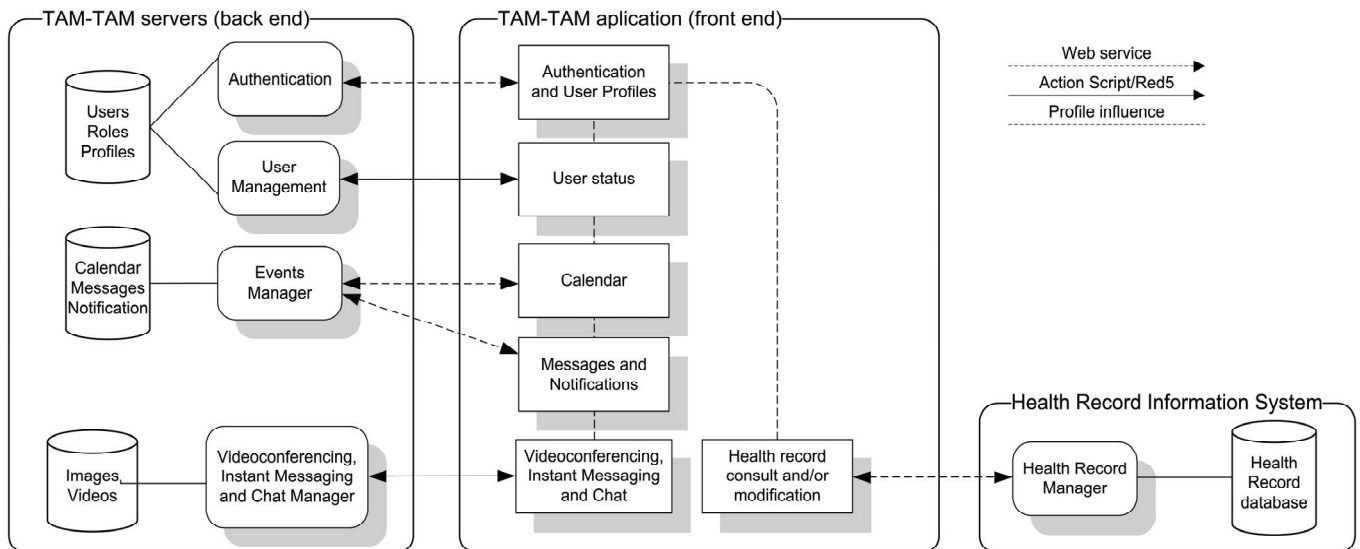 TAM-TAM servers (back end)
Users
Roles
Profiles
Authentication
User
Management
Calendar
Messages
Notification
Events
Manager
Images
Videos
Videoconferencing,
Instant Messaging
and Chat Manager
TAM-TAM aplication (front end)
Authentication
and User Profiles
User status
Calendar
Messages and
Notifications
Videoconferencing,
Instant Messaging
and Chat
Health record
consult and/or
modification
Web service
Action Script/Red5
Profile influence
Health Record Information System
Health Record
Manager
Health
Record
database